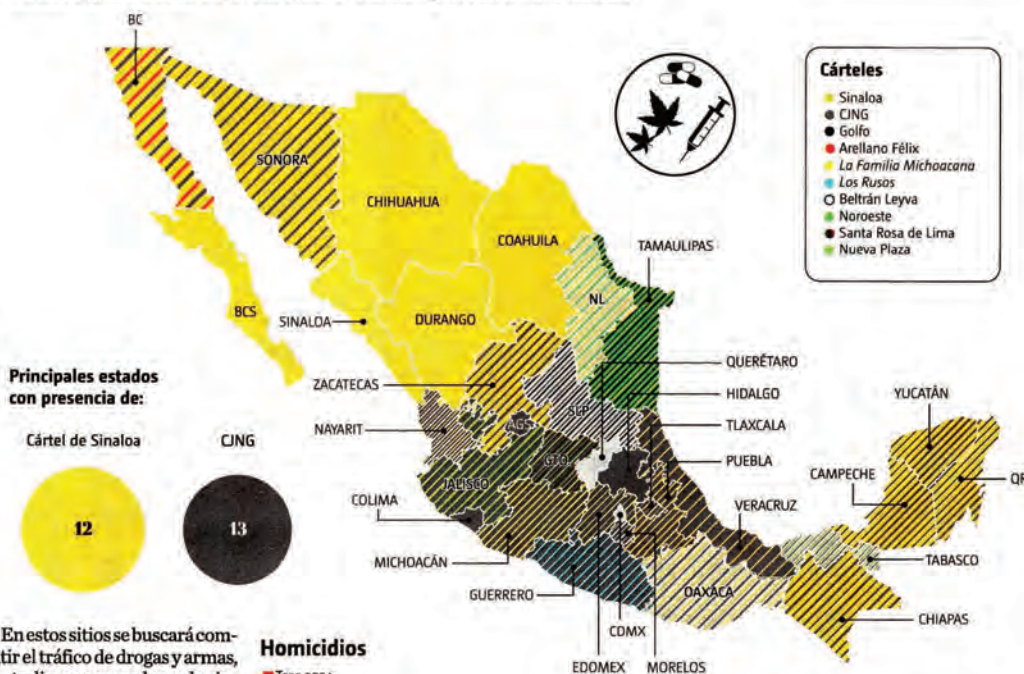 BC
SONORA
CHIHUAHUA
COAHUILA
TAMAULIPAS
NL
BCS
SINALOA
DURANGO
ZACATECAS
QUERÉTARO
HIDALGO
SLP
TLAXCALA
YUCATÁN
NAYARIT
AGS.
GTO.
PUEBLA
CAMPECHE
JALISCO
COLIMA
VERACRUZ
MICHOACÁN
TABASCO
GUERRERO
OAXACA
CHIAPAS
CDMX
EDOMEX
MORELOS
Cárteles
Sinaloa
CJNG
Golfo
Arellano Félix
La Familia Michoacana
Los Rusos
Beltrán Leyva
Noroeste
Santa Rosa de Lima
Nueva Plaza
Principales estados
con presencia de:
Cártel de Sinaloa
12
CJNG
13
En estos sitios se buscará com-
tir el tráfico de drogas y armas,
Homicidios